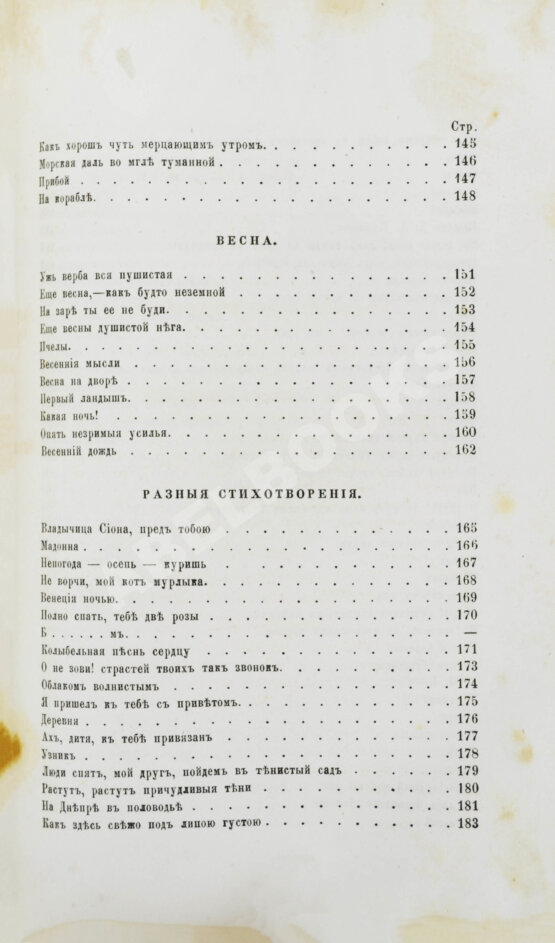 Стр.
Какъ хорошъ чуть мерцающимъ утромъ. . . . . . . . . . . 145
Морская даль во мглѣ туманной . . . . . . . . . . . . . 146
Прибой . . . . . . . . . . . . . . . . . . . . . 147
На кораблѣ. . . . . . . . . . . . . . . . . . . . 148
ВЕСНА.
Ужь верба вся пушистая . . . . . . . . . . . . . . . 151
Еще весна,—какъ будто неземной . . . . . . . . . . . . 152
На зарѣ ты ее не буди. . . . . . . . . . . . . . . . 153
Еще весны душистой нѣга. . . . . . . . . . . . . . . 154
Пчелы. . . . . . . . . . . . . . . . . . . . . . 155
Весеннія мысли . . . . . . . . . . . . . . . . . . 156
Весна на дворѣ . . . . . . . . . . . . . . . . . . 157
Первый ландышъ. . . . . . . . . . . . . . . . . . 158
Какая ночь! . . . . . . . . . . . . . . . . . . . 159
Опять незримыя усилья. . . . . . . . . . . . . . . . 160
Весенній дождь . . . . . . . . . . . . . . . . . . 162
РАЗНЫЯ СТИХОТВОРЕНІЯ.
Владычица Сіона, предъ тобою . . . . . . . . . . . . . 165
Мадонна . . . . . . . . . . . . . . . . . . . . . 166
Непогода — осень — куришь . . . . . . . . . . . . . 167
Не ворчи, мой котъ мурлыка. . . . . . . . . . . . . . 168
Венеція ночью. . . . . . . . . . . . . . . . . . . 169
Полно спать, тебѣ двѣ розы . . . . . . . . . . . . . . 170
Б . . . . . . мъ. . . . . . . . . . . . . . . . . . —
Колыбельная пѣснь сердцу . . . . . . . . . . . . . . 171
О не зови! страстей твоихъ такъ звонокъ. . . . . . . . . . 173
Облакомъ волнистымъ . . . . . . . . . . . . . . . . 174
Я пришелъ къ тебѣ съ привѣтомъ. . . . . . . . . . . . . 175
Деревня . . . . . . . . . . . . . . . . . . . . . 176
Ахъ, дитя, къ тебѣ привязанъ . . . . . . . . . . . . . 177
Узникъ . . . . . . . . . . . . . . . . . . . . . 178
Люди спятъ, мой другъ, пойдемъ въ тѣнистый садъ . . . . . . 179
Растутъ, растутъ причудливыя тѣни . . . . . . . . . . . 180
На Днѣпрѣ въ половодьѣ . . . . . . . . . . . . . . . 181
Какъ здѣсь свѣжо подъ липою густою . . . . . . . . . . . 183